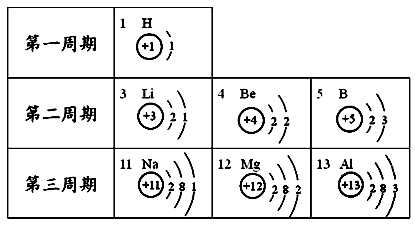 第一周期
1 H
+1 1
第二周期
3 Li
+3 2 1
4 Be
+4 2 2
5 B
+5 2 3
第三周期
11 Na
+11 2 8 1
12 Mg
+12 2 8 2
13 Al
+13 2 8 3